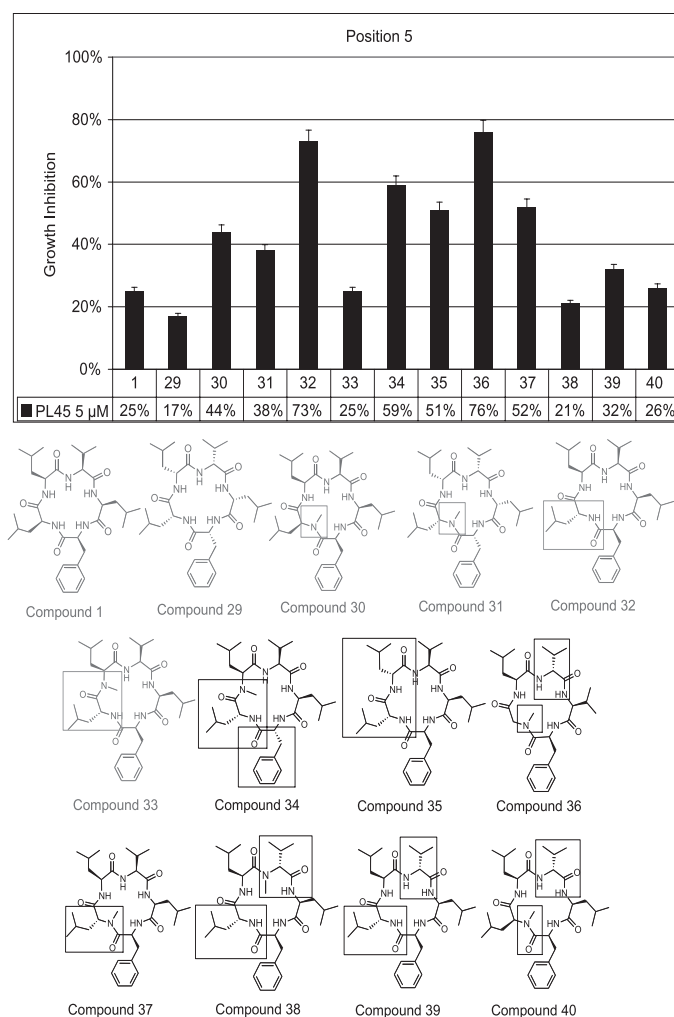 Position 5
100%
80%
60%
40%
20%
0%
Growth Inhibition
1 29 30 31 32 33 34 35 36 37 38 39 40
PL45 5 µM 25% 17% 44% 38% 73% 25% 59% 51% 76% 52% 21% 32% 26%
Compound 1 Compound 29 Compound 30 Compound 31 Compound 32
Compound 33 Compound 34 Compound 35 Compound 36
Compound 37 Compound 38 Compound 39 Compound 40